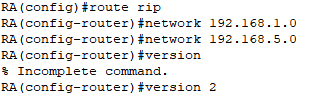 RA(config)#route rip
RA(config-router)#network 192.168.1.0
RA(config-router)#network 192.168.5.0
RA(config-router)#version
% Incomplete command.
RA(config-router)#version 2